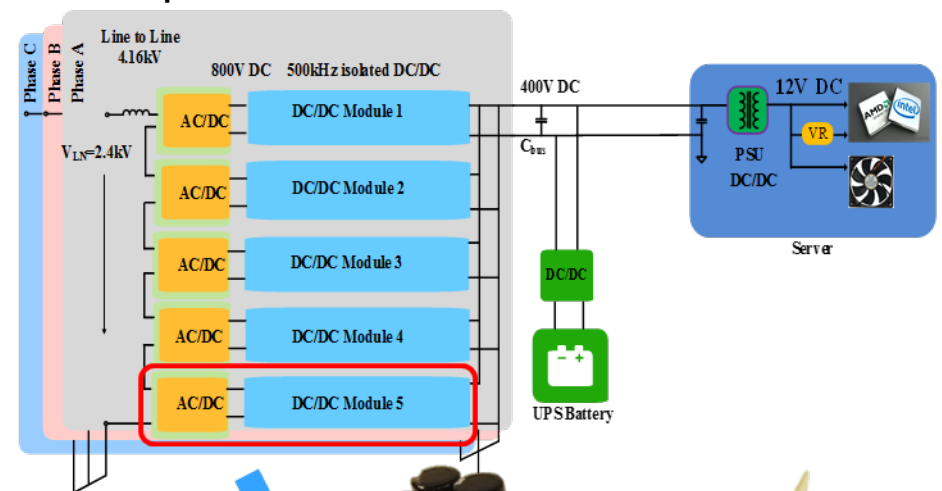 Phase C
Phase B
Phase A
Line to Line
4.16kV
800V DC
500kHz isolated DC/DC
V_LN=2.4kV
AC/DC
DC/DC Module 1
AC/DC
DC/DC Module 2
AC/DC
DC/DC Module 3
AC/DC
DC/DC Module 4
AC/DC
DC/DC Module 5
400V DC
C_bus
DC/DC
UPS Battery
12V DC
AMD
intel
VR
PSU
DC/DC
Server